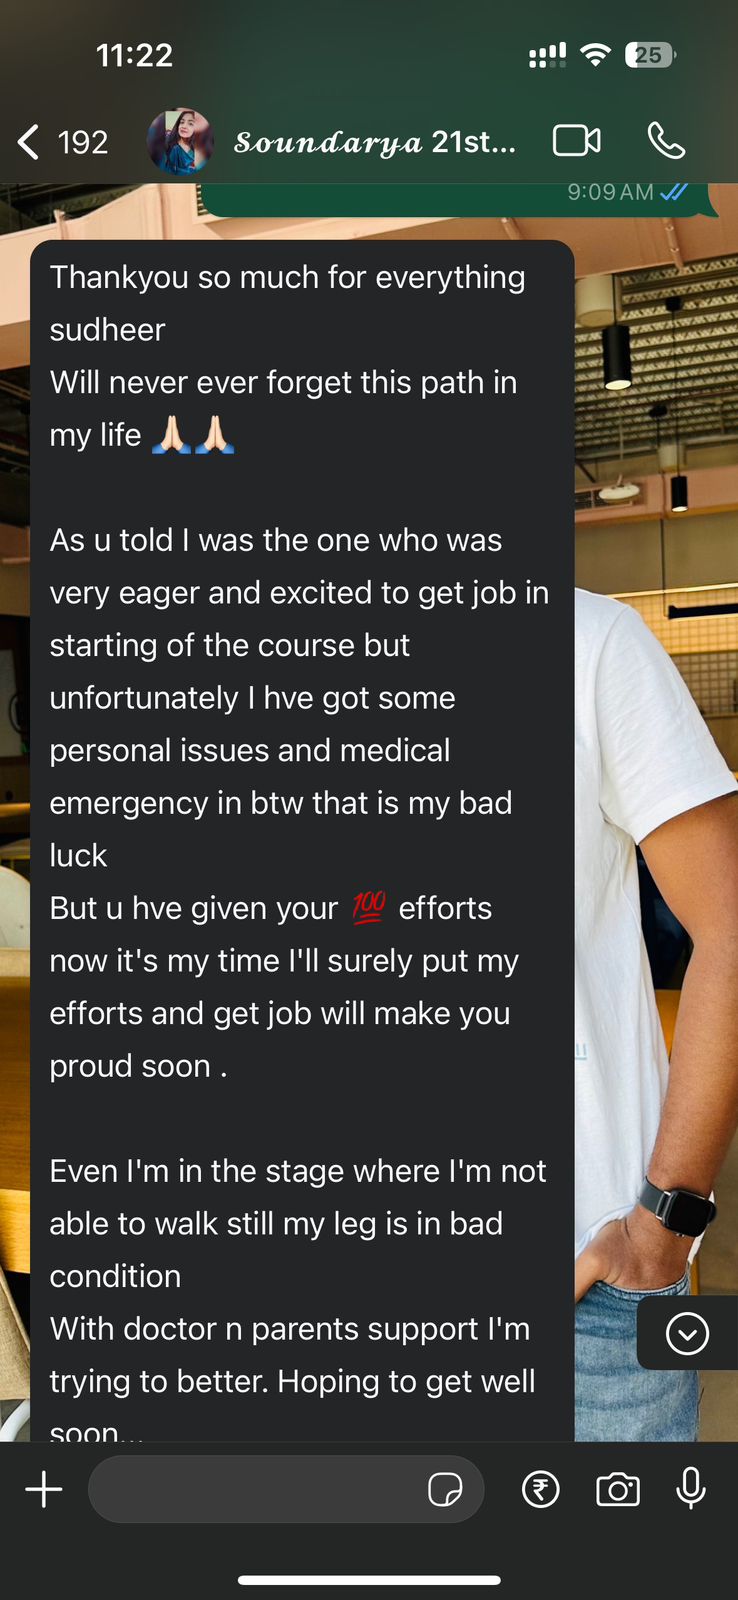 11:22
25
192
𝓢𝓸𝓾𝓷𝓭𝓪𝓻𝔂𝓪 21st...
9:09 AM
Thankyou so much for everything
sudheer
Will never ever forget this path in
my life 🙏🏻🙏🏻
As u told I was the one who was
very eager and excited to get job in
starting of the course but
unfortunately I hve got some
personal issues and medical
emergency in btw that is my bad
luck
But u hve given your 💯 efforts
now it's my time I'll surely put my
efforts and get job will make you
proud soon .
Even I'm in the stage where I'm not
able to walk still my leg is in bad
condition
With doctor n parents support I'm
trying to better. Hoping to get well
soon...